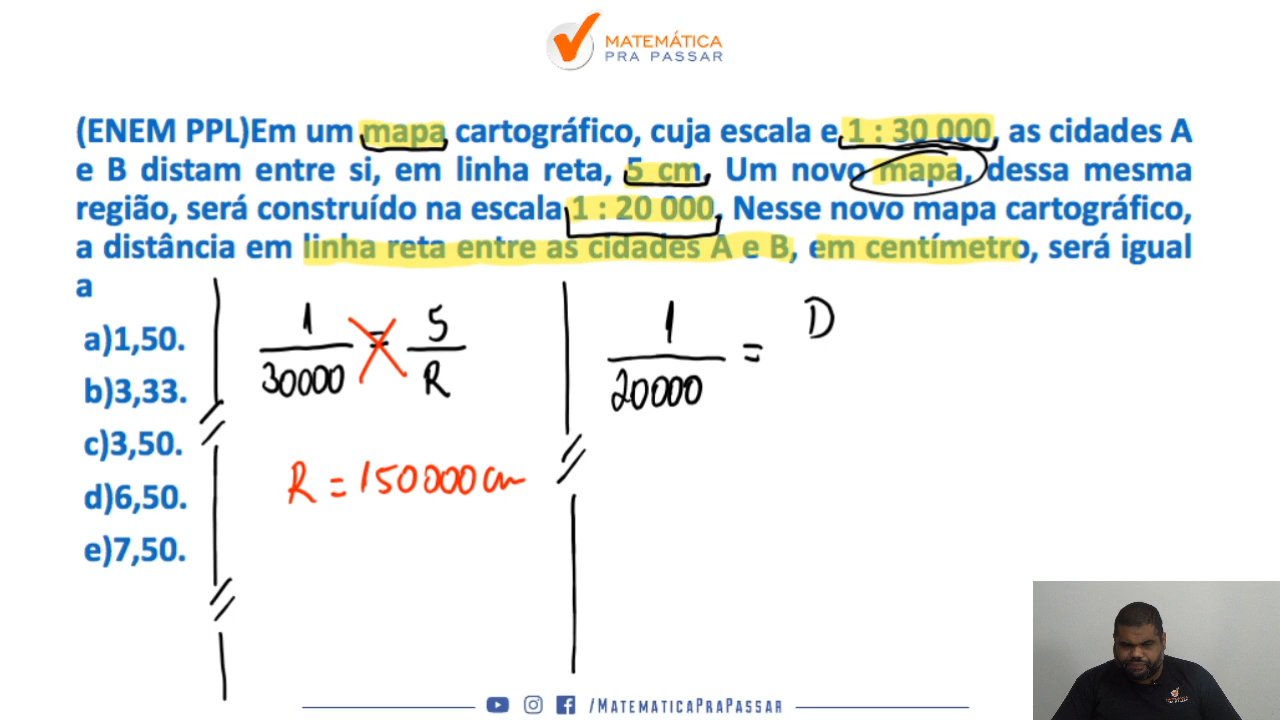 MATEMÁTICA
PRA PASSAR
(ENEM PPL)Em um mapa cartográfico, cuja escala e 1 : 30 000, as cidades A
e B distam entre si, em linha reta, 5 cm. Um novo mapa, dessa mesma
região, será construído na escala 1 : 20 000. Nesse novo mapa cartográfico,
a distância em linha reta entre as cidades A e B, em centímetro, será igual
a
a)1,50.
b)3,33.
c)3,50.
d)6,50.
e)7,50.
1/30000 = 5/R
R = 150000cm
1/20000 = D
/MATEMATICAPRAPASSAR